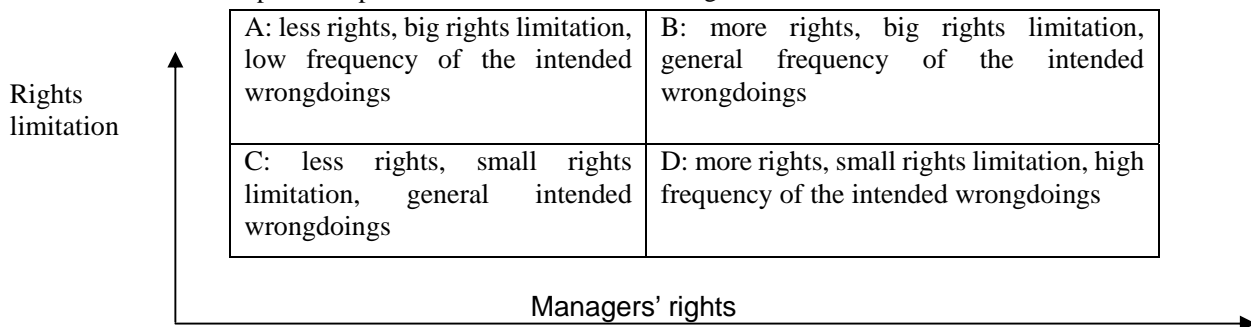 A: less rights, big rights limitation,
low frequency of the intended
wrongdoings
B: more rights, big rights limitation,
general frequency of the intended
wrongdoings
Rights
limitation
C: less rights, small rights
limitation, general intended
wrongdoings
D: more rights, small rights limitation, high
frequency of the intended wrongdoings
Managers' rights